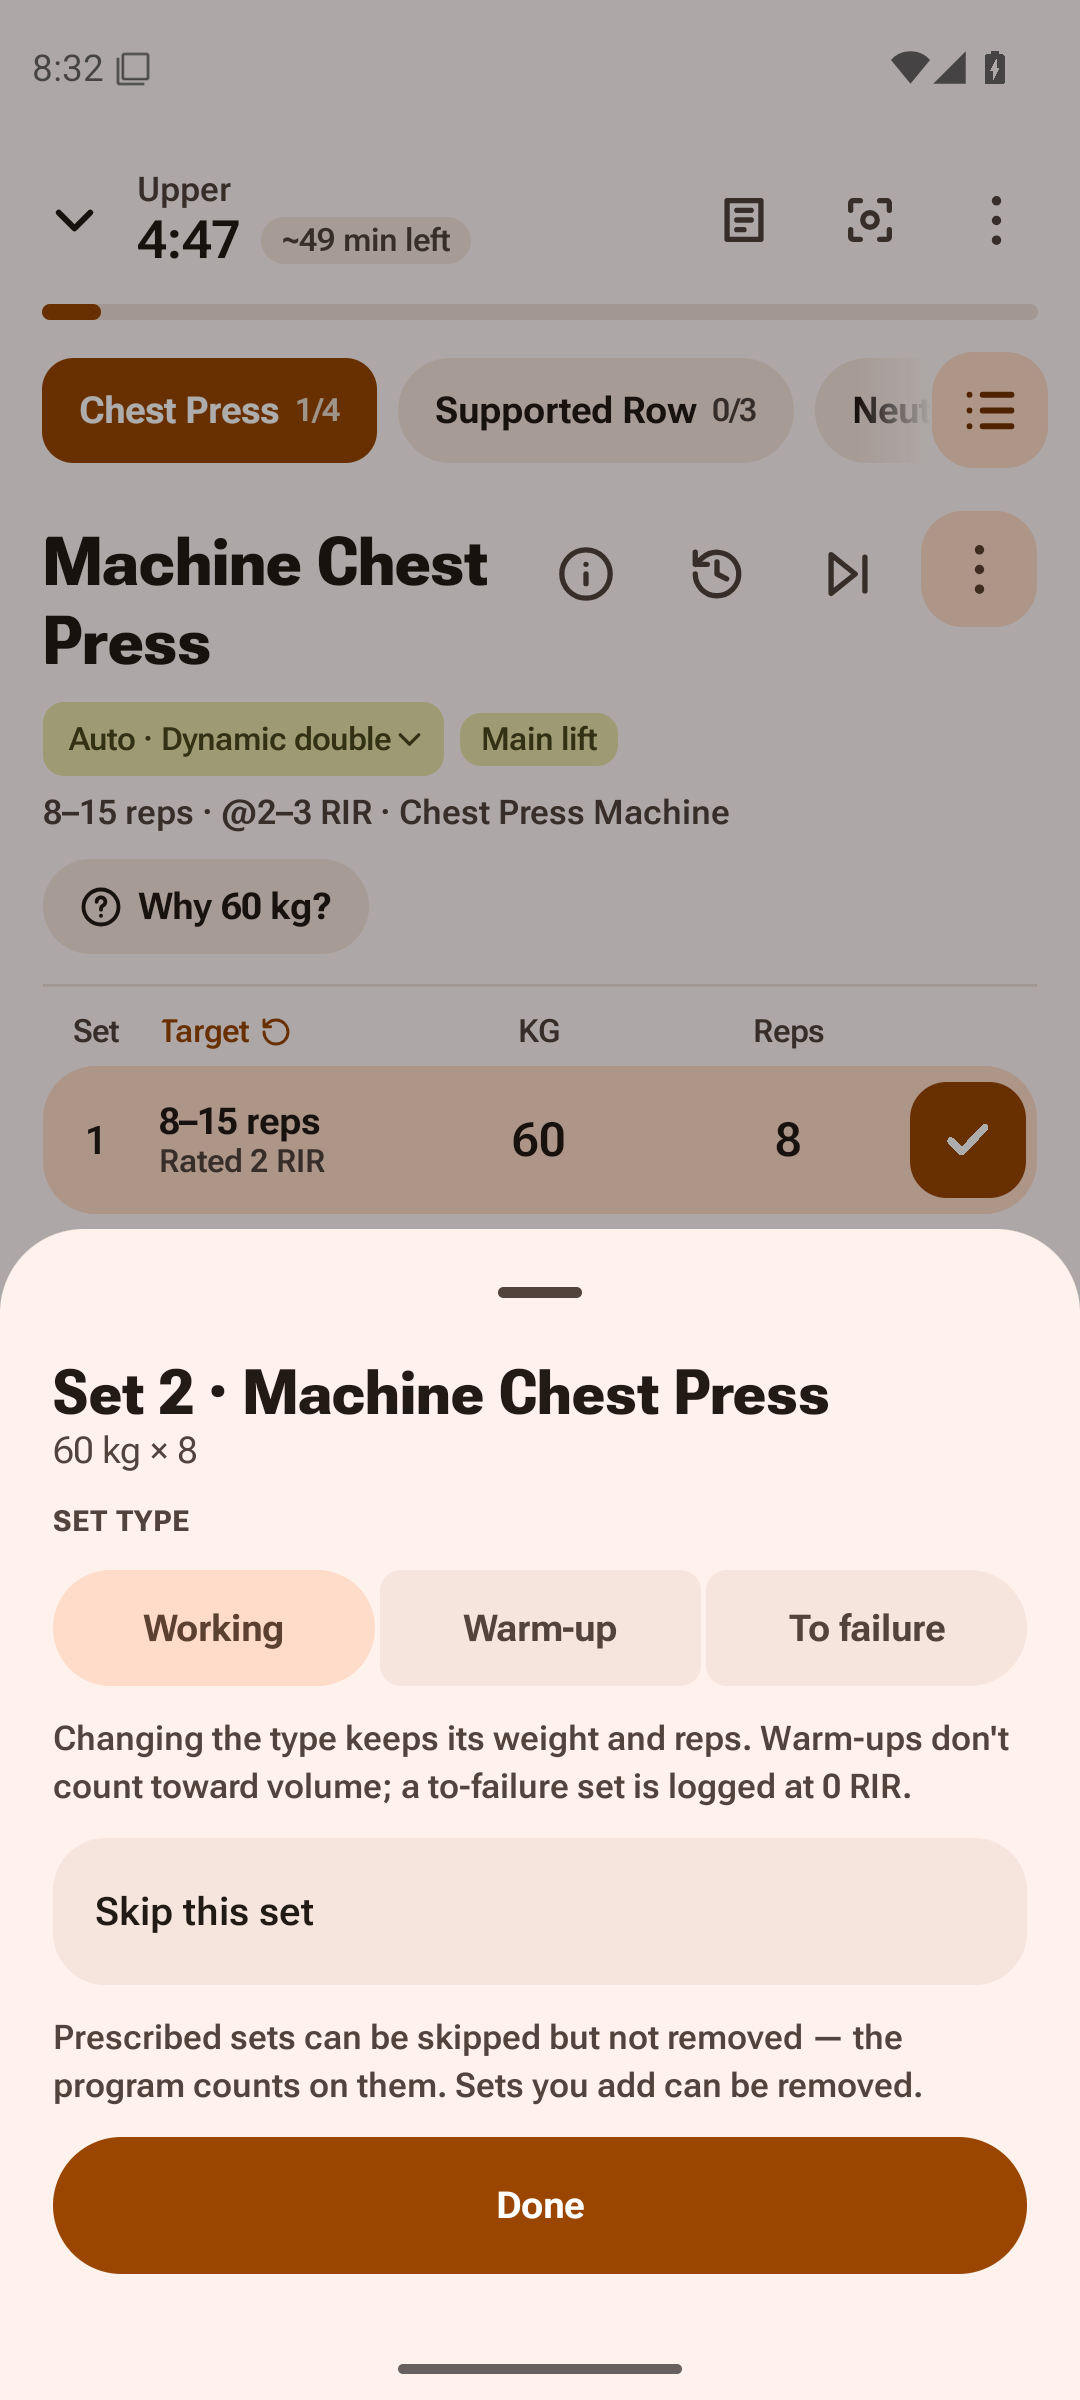 8:32
Upper
4:47 ~49 min left
Chest Press 1/4 Supported Row 0/3 Neut
Machine Chest
Press
Auto · Dynamic double Main lift
8–15 reps · @2–3 RIR · Chest Press Machine
Why 60 kg?
Set Target KG Reps
1 8–15 reps 60 8
Rated 2 RIR
Set 2 · Machine Chest Press
60 kg × 8
SET TYPE
Working Warm-up To failure
Changing the type keeps its weight and reps. Warm-ups don't
count toward volume; a to-failure set is logged at 0 RIR.
Skip this set
Prescribed sets can be skipped but not removed — the
program counts on them. Sets you add can be removed.
Done